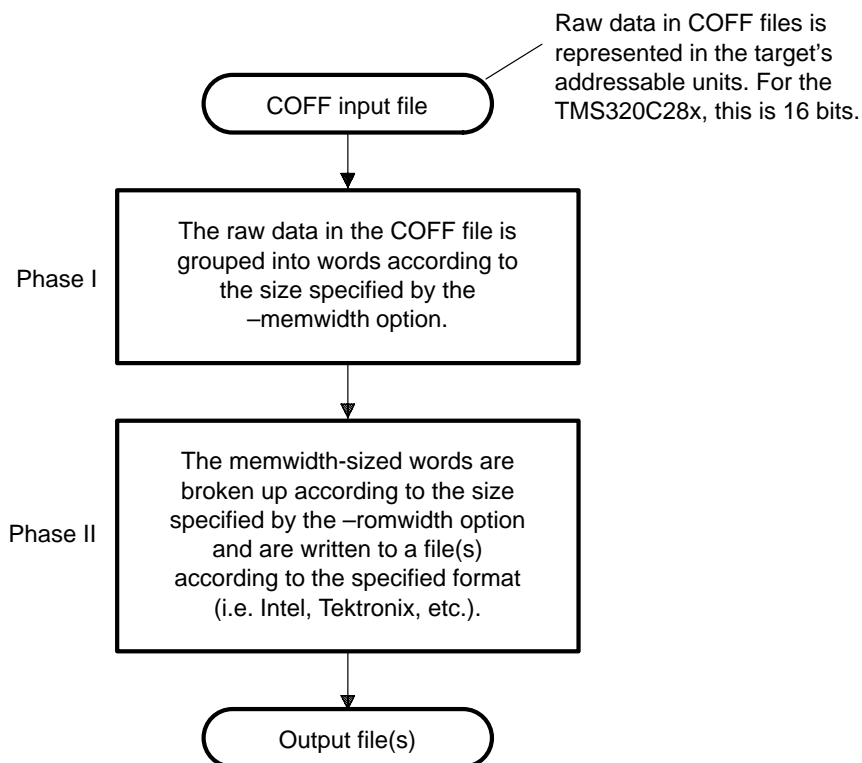 Raw data in COFF files is
represented in the target's
addressable units. For the
TMS320C28x, this is 16 bits.
COFF input file
Phase I
The raw data in the COFF file is
grouped into words according to
the size specified by the
–memwidth option.
Phase II
The memwidth-sized words are
broken up according to the size
specified by the –romwidth option
and are written to a file(s)
according to the specified format
(i.e. Intel, Tektronix, etc.).
Output file(s)